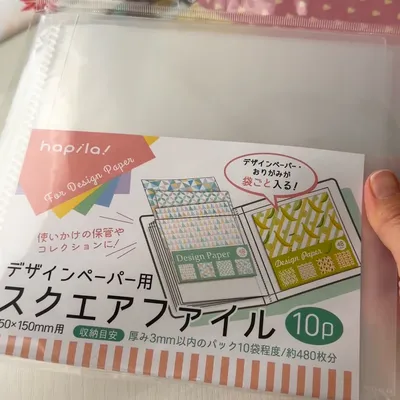 hapila!
For Design Paper
デザインペーパー・
おりがみが
袋ごと入る!
使いかけの保管や
コレクションに!
Design Paper
Design Paper
デザインペーパー用
スクエアファイル 10p
50×150mm用 収納目安 厚み3mm以内のパック10袋程度/約480枚分